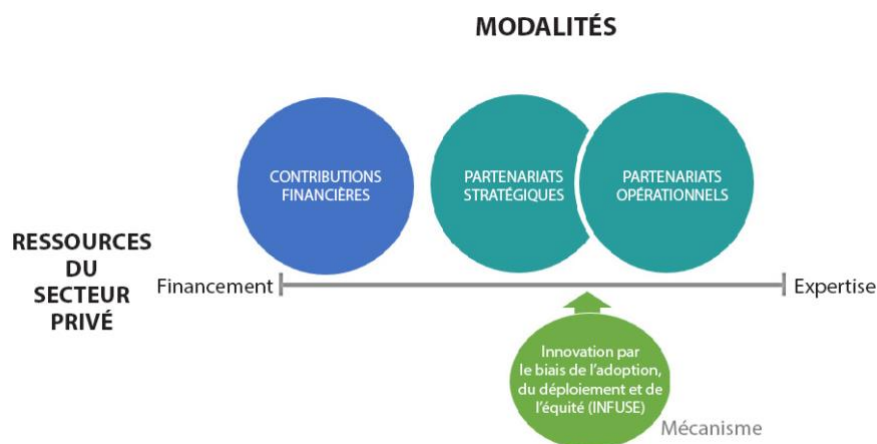 MODALITÉS
CONTRIBUTIONS
FINANCIÈRES
PARTENARIATS
STRATÉGIQUES
PARTENARIATS
OPÉRATIONNELS
RESSOURCES
DU
SECTEUR
PRIVÉ
Financement
Expertise
Innovation par
le biais de l'adoption,
du déploiement et de
l'équité (INFUSE)
Mécanisme